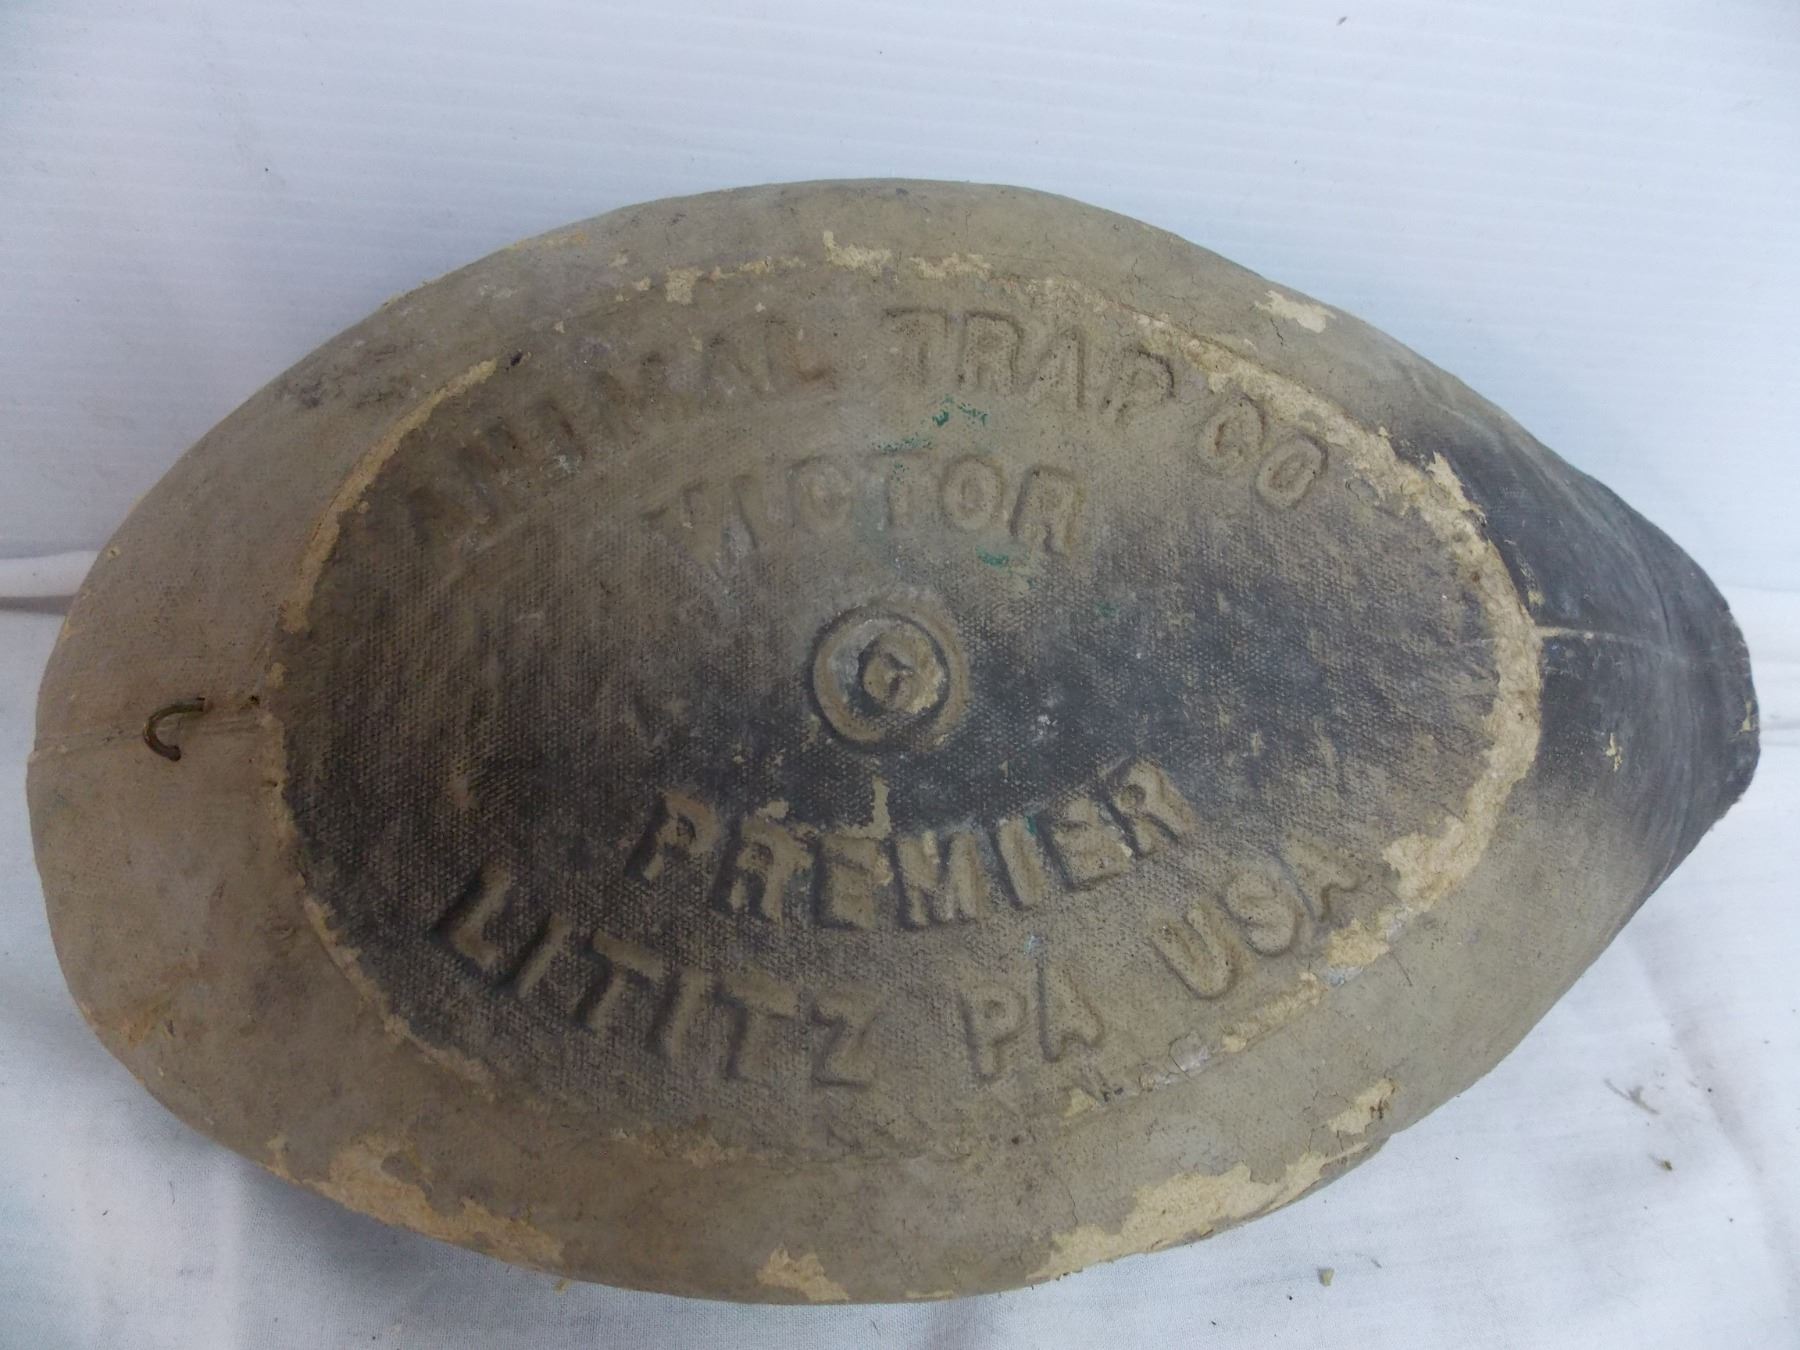 ANIMAL TRAP CO
VICTOR
G
PREMIER
LITITZ PA USA